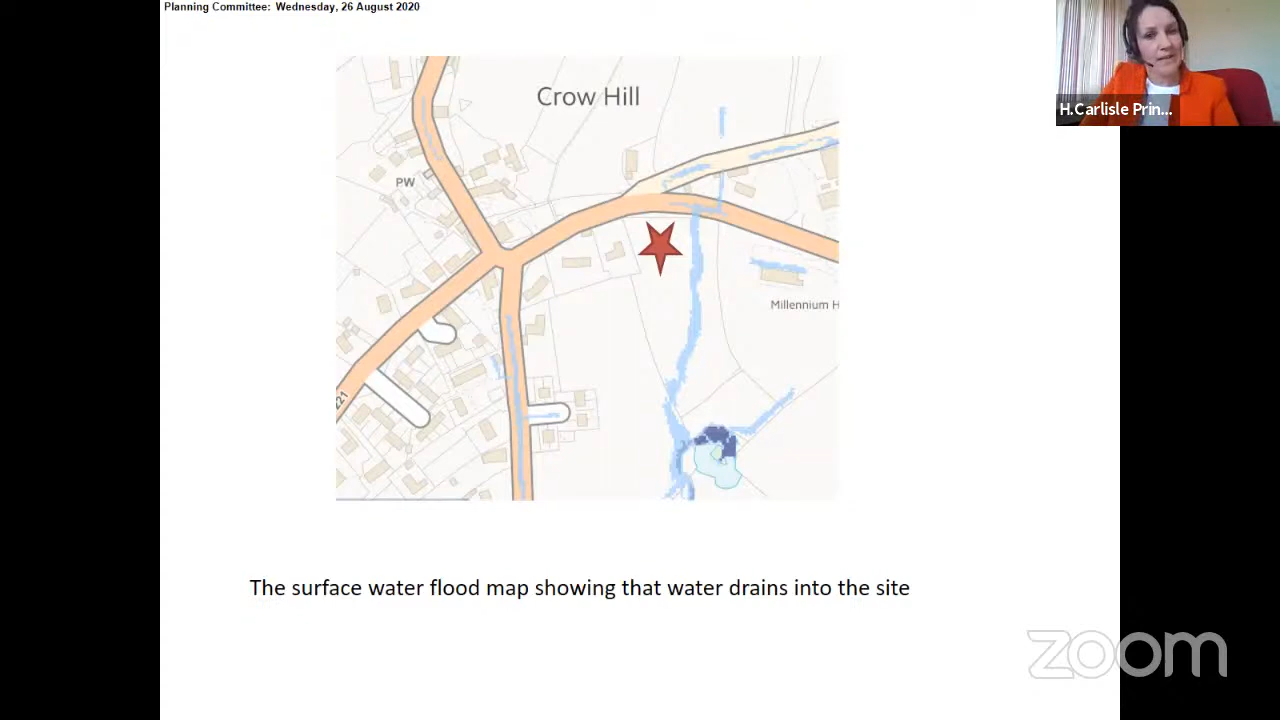 Planning Committee: Wednesday, 26 August 2020
H.Carlisle Prin...
Crow Hill
PW
Millennium H
221
The surface water flood map showing that water drains into the site
zoom